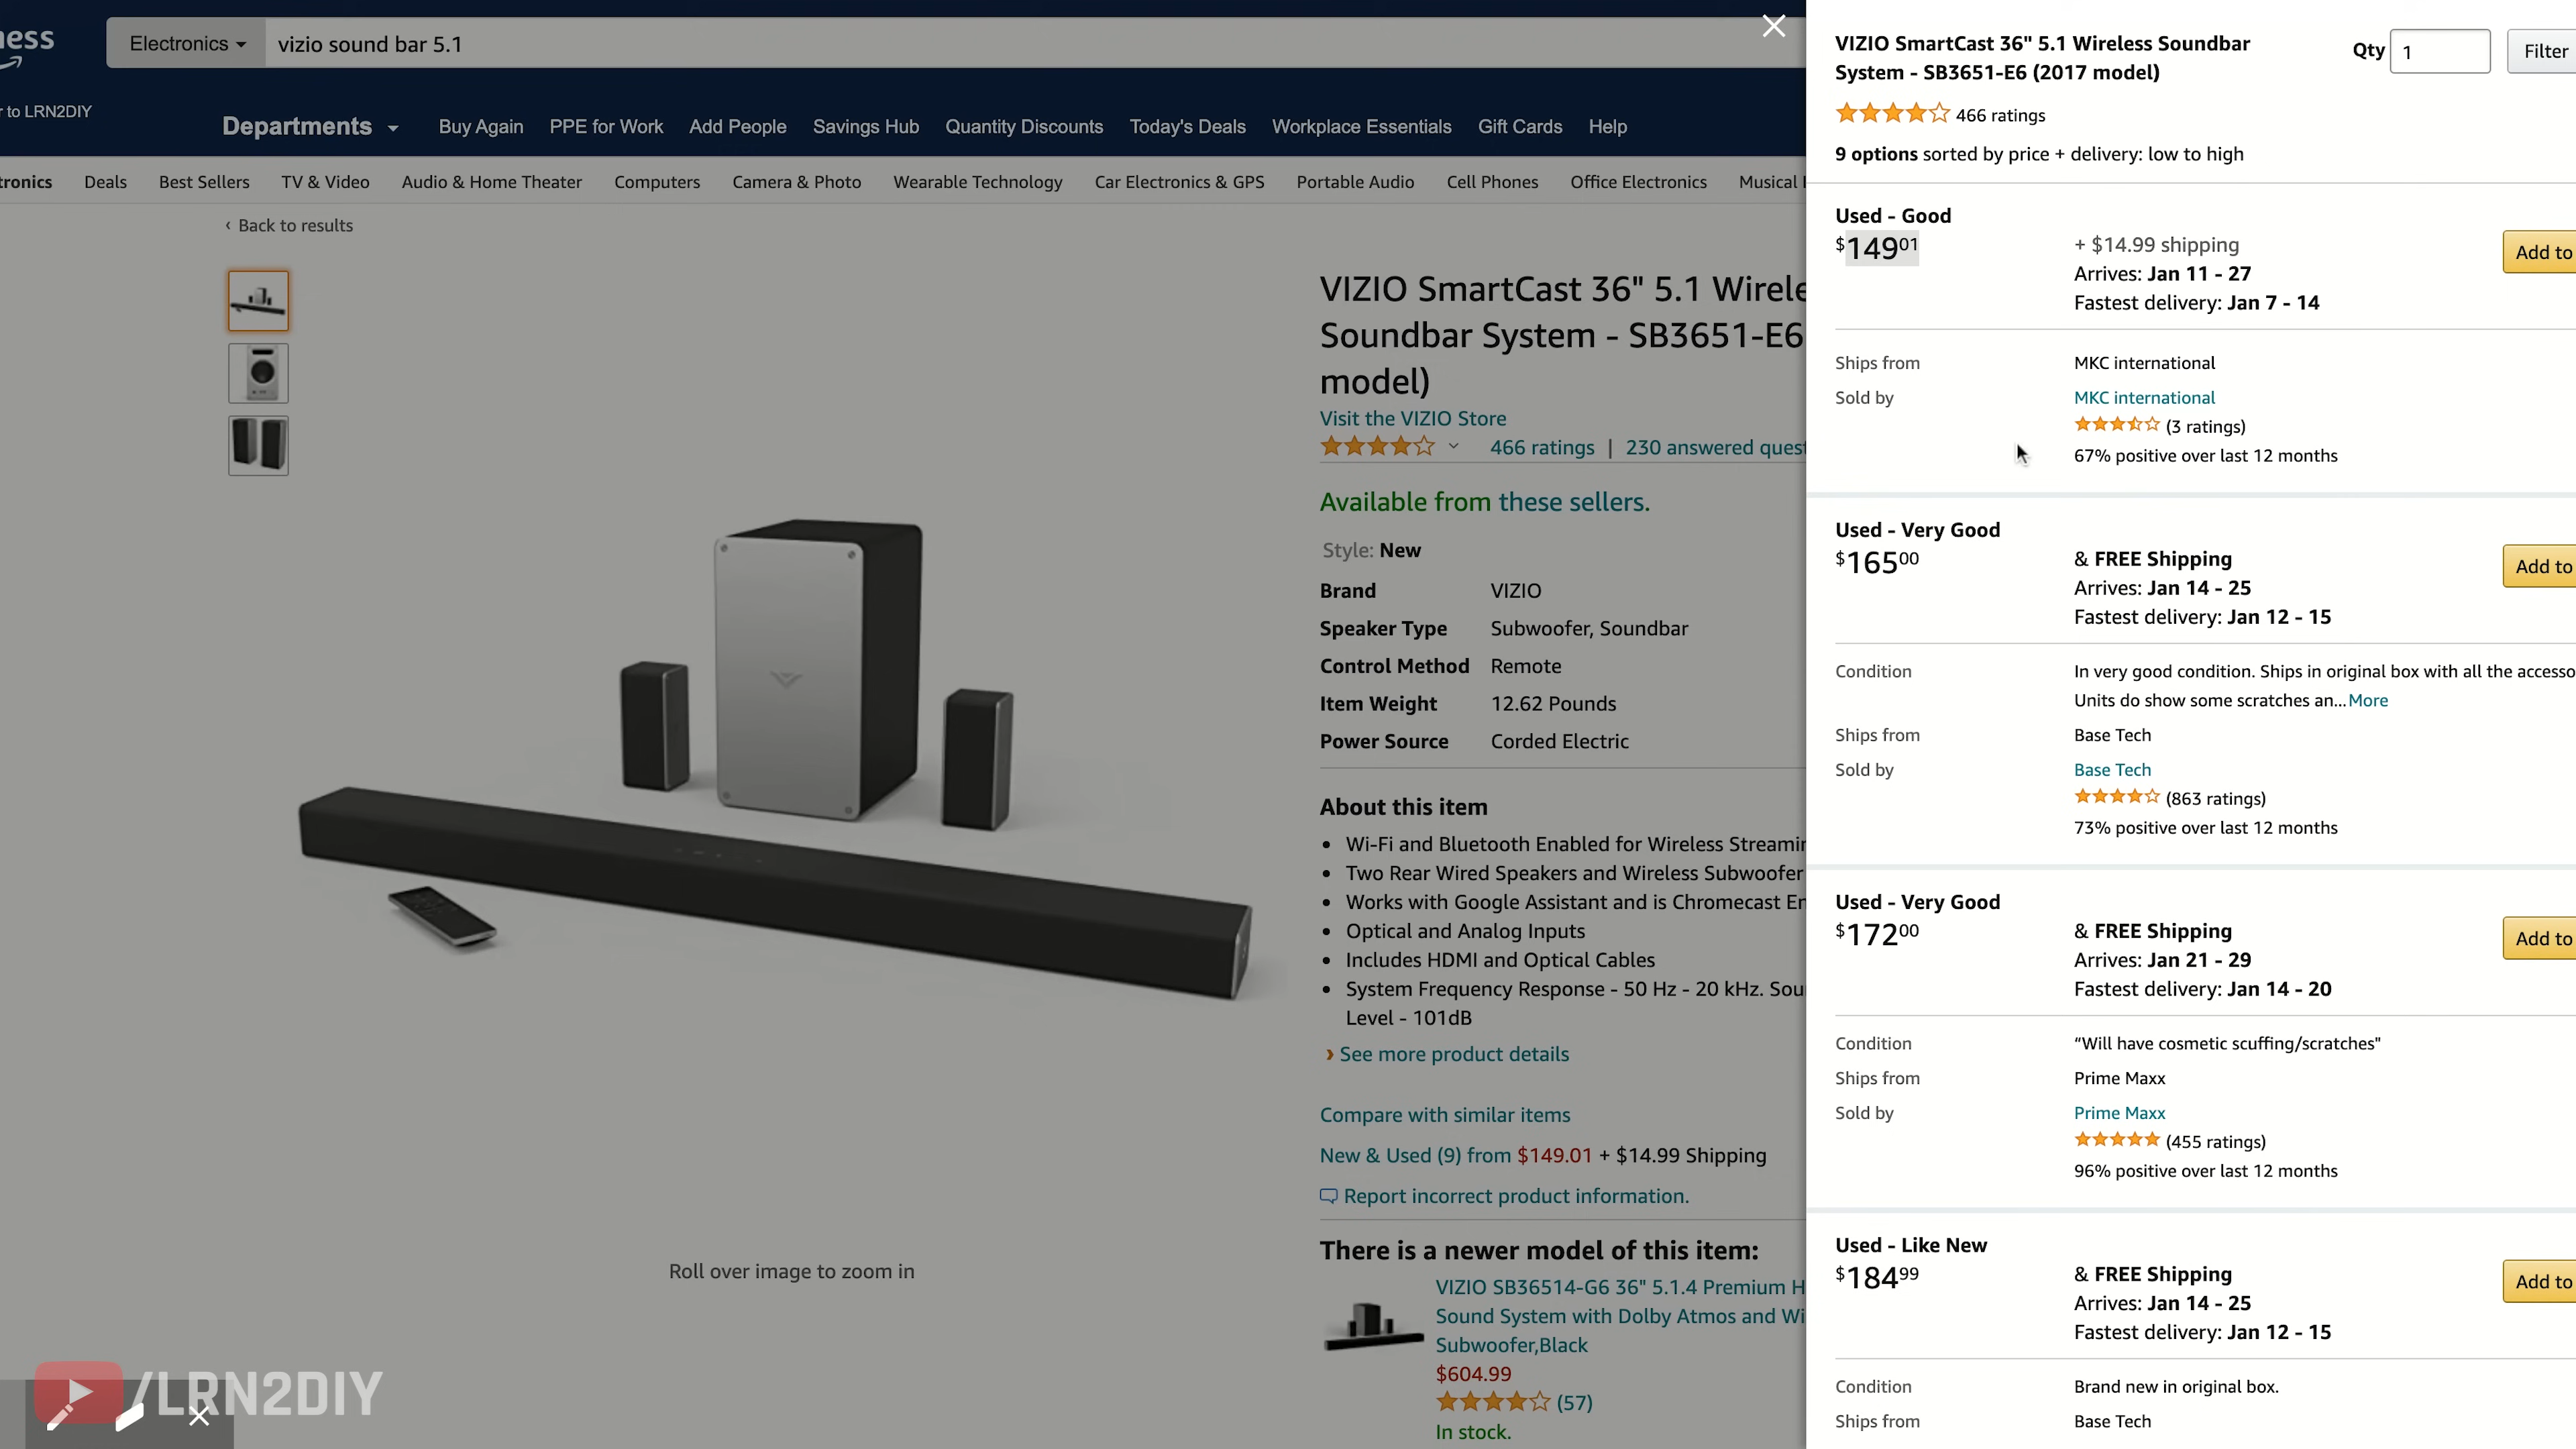 ess
Electronics
vizio sound bar 5.1
r to LRN2DIY
Departments
Buy Again
PPE for Work
Add People
Savings Hub
Quantity Discounts
Today's Deals
Workplace Essentials
Gift Cards
Help
tronics
Deals
Best Sellers
TV & Video
Audio & Home Theater
Computers
Camera & Photo
Wearable Technology
Car Electronics & GPS
Portable Audio
Cell Phones
Office Electronics
Musical I
‹ Back to results
VIZIO SmartCast 36" 5.1 Wirele
Soundbar System - SB3651-E6
model)
Visit the VIZIO Store
466 ratings | 230 answered quest
Available from these sellers.
Style: New
Brand VIZIO
Speaker Type Subwoofer, Soundbar
Control Method Remote
Item Weight 12.62 Pounds
Power Source Corded Electric
About this item
• Wi-Fi and Bluetooth Enabled for Wireless Streamin
• Two Rear Wired Speakers and Wireless Subwoofer
• Works with Google Assistant and is Chromecast En
• Optical and Analog Inputs
• Includes HDMI and Optical Cables
• System Frequency Response - 50 Hz - 20 kHz. Sou
Level - 101dB
› See more product details
Compare with similar items
New & Used (9) from $149.01 + $14.99 Shipping
Report incorrect product information.
There is a newer model of this item:
VIZIO SB36514-G6 36" 5.1.4 Premium H
Sound System with Dolby Atmos and Wi
Subwoofer,Black
$604.99
(57)
In stock.
Roll over image to zoom in
/LRN2DIY
VIZIO SmartCast 36" 5.1 Wireless Soundbar
System - SB3651-E6 (2017 model)
Qty 1
Filter
466 ratings
9 options sorted by price + delivery: low to high
Used - Good
$149.01
+ $14.99 shipping
Arrives: Jan 11 - 27
Fastest delivery: Jan 7 - 14
Add to
Ships from MKC international
Sold by MKC international
(3 ratings)
67% positive over last 12 months
Used - Very Good
$165.00
& FREE Shipping
Arrives: Jan 14 - 25
Fastest delivery: Jan 12 - 15
Add to
Condition In very good condition. Ships in original box with all the accesso
Units do show some scratches an...More
Ships from Base Tech
Sold by Base Tech
(863 ratings)
73% positive over last 12 months
Used - Very Good
$172.00
& FREE Shipping
Arrives: Jan 21 - 29
Fastest delivery: Jan 14 - 20
Add to
Condition “Will have cosmetic scuffing/scratches"
Ships from Prime Maxx
Sold by Prime Maxx
(455 ratings)
96% positive over last 12 months
Used - Like New
$184.99
& FREE Shipping
Arrives: Jan 14 - 25
Fastest delivery: Jan 12 - 15
Add to
Condition Brand new in original box.
Ships from Base Tech